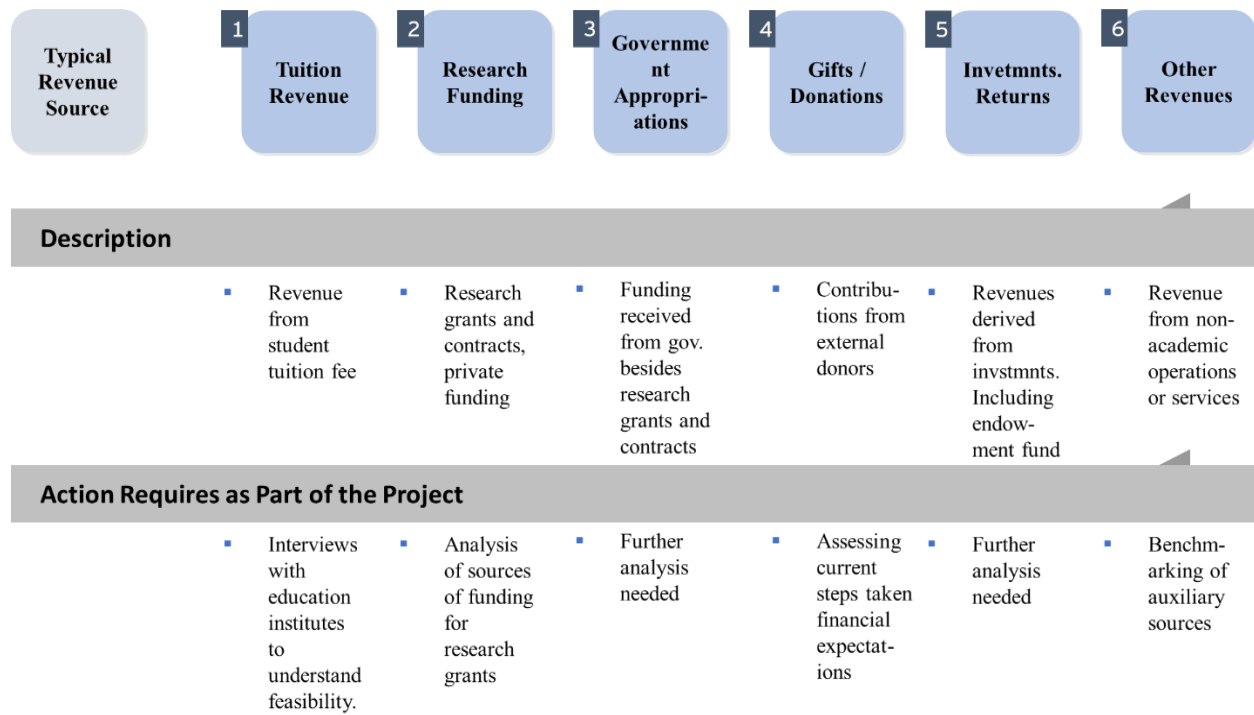 Typical
Revenue
Source
1
Tuition
Revenue
2
Research
Funding
3
Governme
nt
Appropri-
ations
4
Gifts /
Donations
5
Invetmnts.
Returns
6
Other
Revenues
Description
▪ Revenue
from
student
tuition fee
▪ Research
grants and
contracts,
private
funding
▪ Funding
received
from gov.
besides
research
grants and
contracts
▪ Contribu-
tions from
external
donors
▪ Revenues
derived
from
invstmnts.
Including
endow-
ment fund
▪ Revenue
from non-
academic
operations
or services
Action Requires as Part of the Project
▪ Interviews
with
education
institutes
to
understand
feasibility.
▪ Analysis
of sources
of funding
for
research
grants
▪ Further
analysis
needed
▪ Assessing
current
steps taken
financial
expectat-
ions
▪ Further
analysis
needed
▪ Benchm-
arking of
auxiliary
sources